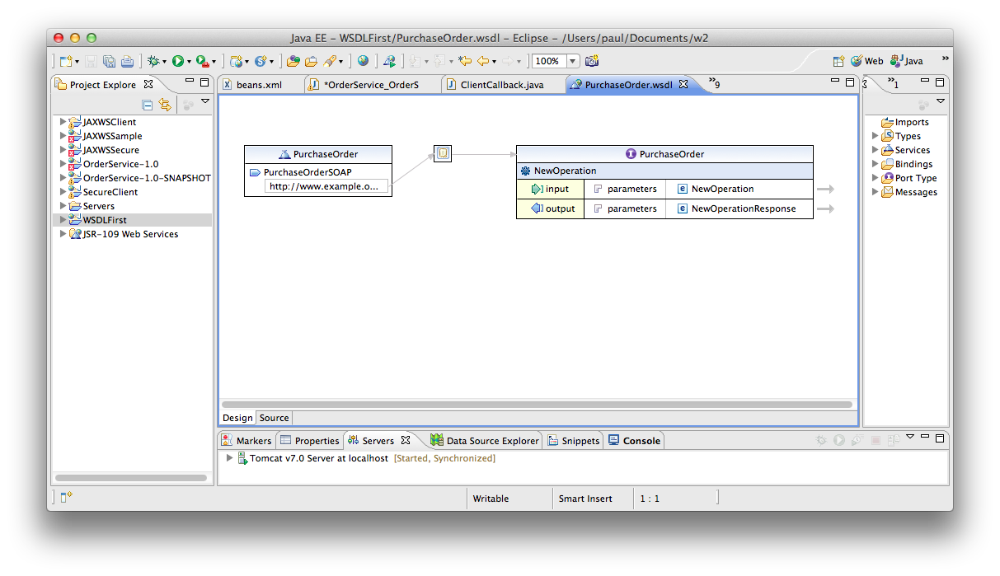 Java EE – WSDLFirst/PurchaseOrder.wsdl – Eclipse – /Users/paul/Documents/w2
100%
Web
Java
»
Project Explore
beans.xml
*OrderService_OrderS
ClientCallback.java
PurchaseOrder.wsdl
»9
»1
JAXWSClient
JAXWSSample
JAXWSSecure
OrderService-1.0
OrderService-1.0-SNAPSHOT
SecureClient
Servers
WSDLFirst
JSR-109 Web Services
PurchaseOrder
PurchaseOrderSOAP
http://www.example.o...
PurchaseOrder
NewOperation
input
parameters
NewOperation
output
parameters
NewOperationResponse
Imports
Types
Services
Bindings
Port Type
Messages
Design
Source
Markers
Properties
Servers
Data Source Explorer
Snippets
Console
Tomcat v7.0 Server at localhost [Started, Synchronized]
Writable
Smart Insert
1 : 1